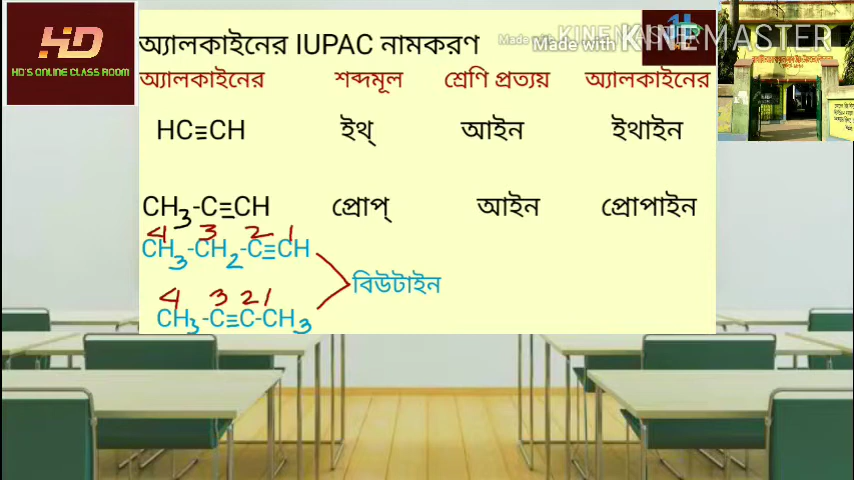 HD
HD'S ONLINE CLASS ROOM
অ্যালকাইনের IUPAC নামকরণ
Made with KINEMASTER
অ্যালকাইনের শব্দমূল শ্রেণি প্রত্যয় অ্যালকাইনের
HC≡CH ইথ্ আইন ইথাইন
CH3-C≡CH প্রোপ্ আইন প্রোপাইন
4 3 2 1
CH3-CH2-C≡CH
বিউটাইন
4 3 2 1
CH3-C≡C-CH3